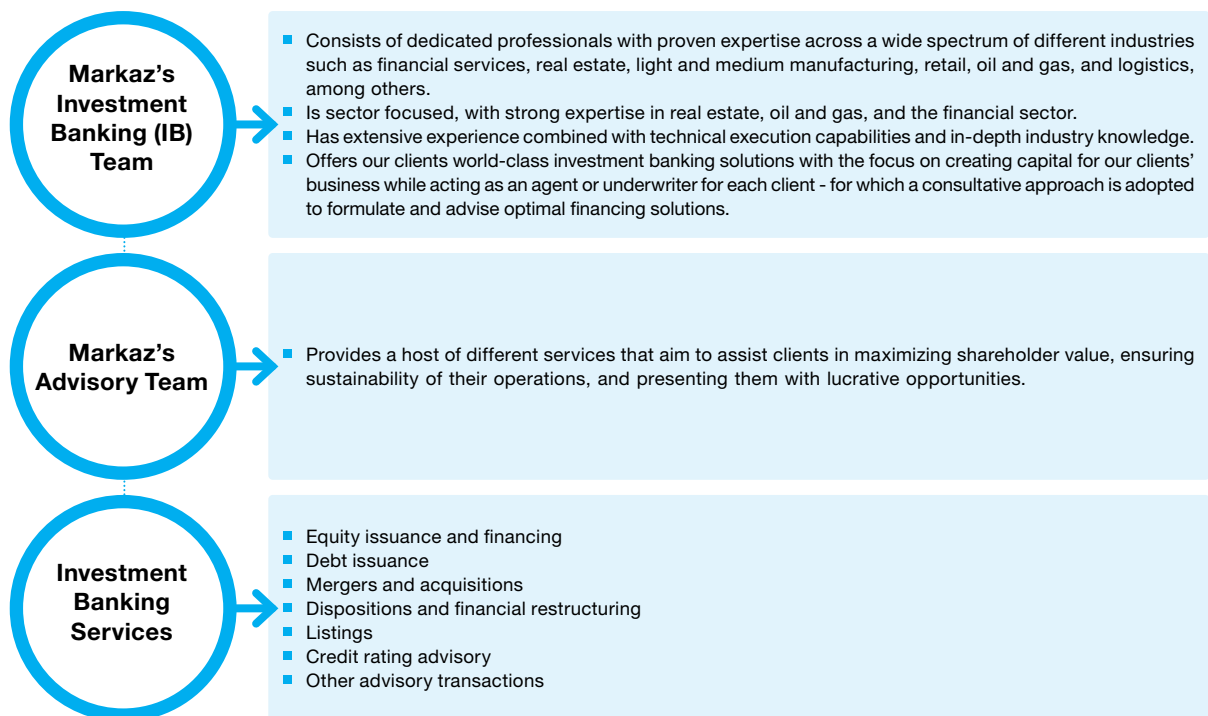 Markaz's
Investment
Banking (IB)
Team
Consists of dedicated professionals with proven expertise across a wide spectrum of different industries
such as financial services, real estate, light and medium manufacturing, retail, oil and gas, and logistics,
among others.
Is sector focused, with strong expertise in real estate, oil and gas, and the financial sector.
Has extensive experience combined with technical execution capabilities and in-depth industry knowledge.
Offers our clients world-class investment banking solutions with the focus on creating capital for our clients'
business while acting as an agent or underwriter for each client - for which a consultative approach is adopted
to formulate and advise optimal financing solutions.
Markaz's
Advisory Team
Provides a host of different services that aim to assist clients in maximizing shareholder value, ensuring
sustainability of their operations, and presenting them with lucrative opportunities.
Investment
Banking
Services
Equity issuance and financing
Debt issuance
Mergers and acquisitions
Dispositions and financial restructuring
Listings
Credit rating advisory
Other advisory transactions